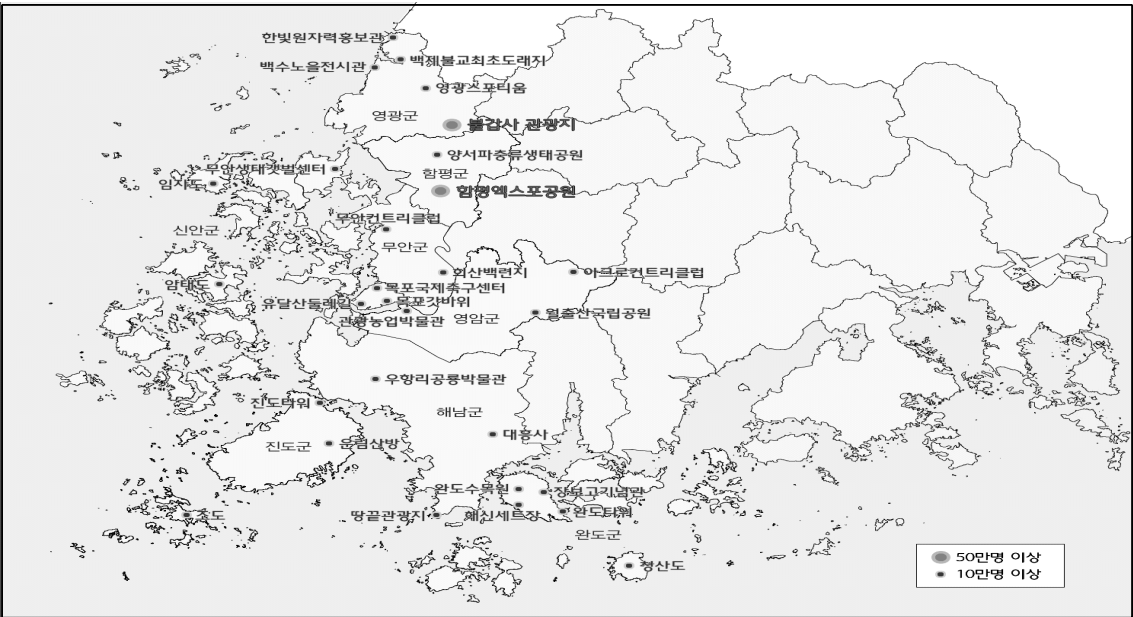 한빛원자력홍보관
백제불교최초도래지
백수노을전시관
영광스포티움
영광군
불갑사 관광지
양서파충류생태공원
무안생태갯벌센터
함평군
임자도
함평엑스포공원
무안컨트리클럽
신안군
무안군
회산백련지
아크로컨트리클럽
암태도
목포국제축구센터
유달산둘레길
목포갓바위
월출산국립공원
관광농업박물관
영암군
우항리공룡박물관
진도타워
해남군
대흥사
진도군
운림산방
완도수목원
장보고기념관
땅끝관광지
해신세트장
완도타워
조도
완도군
청산도
50만명 이상
10만명 이상